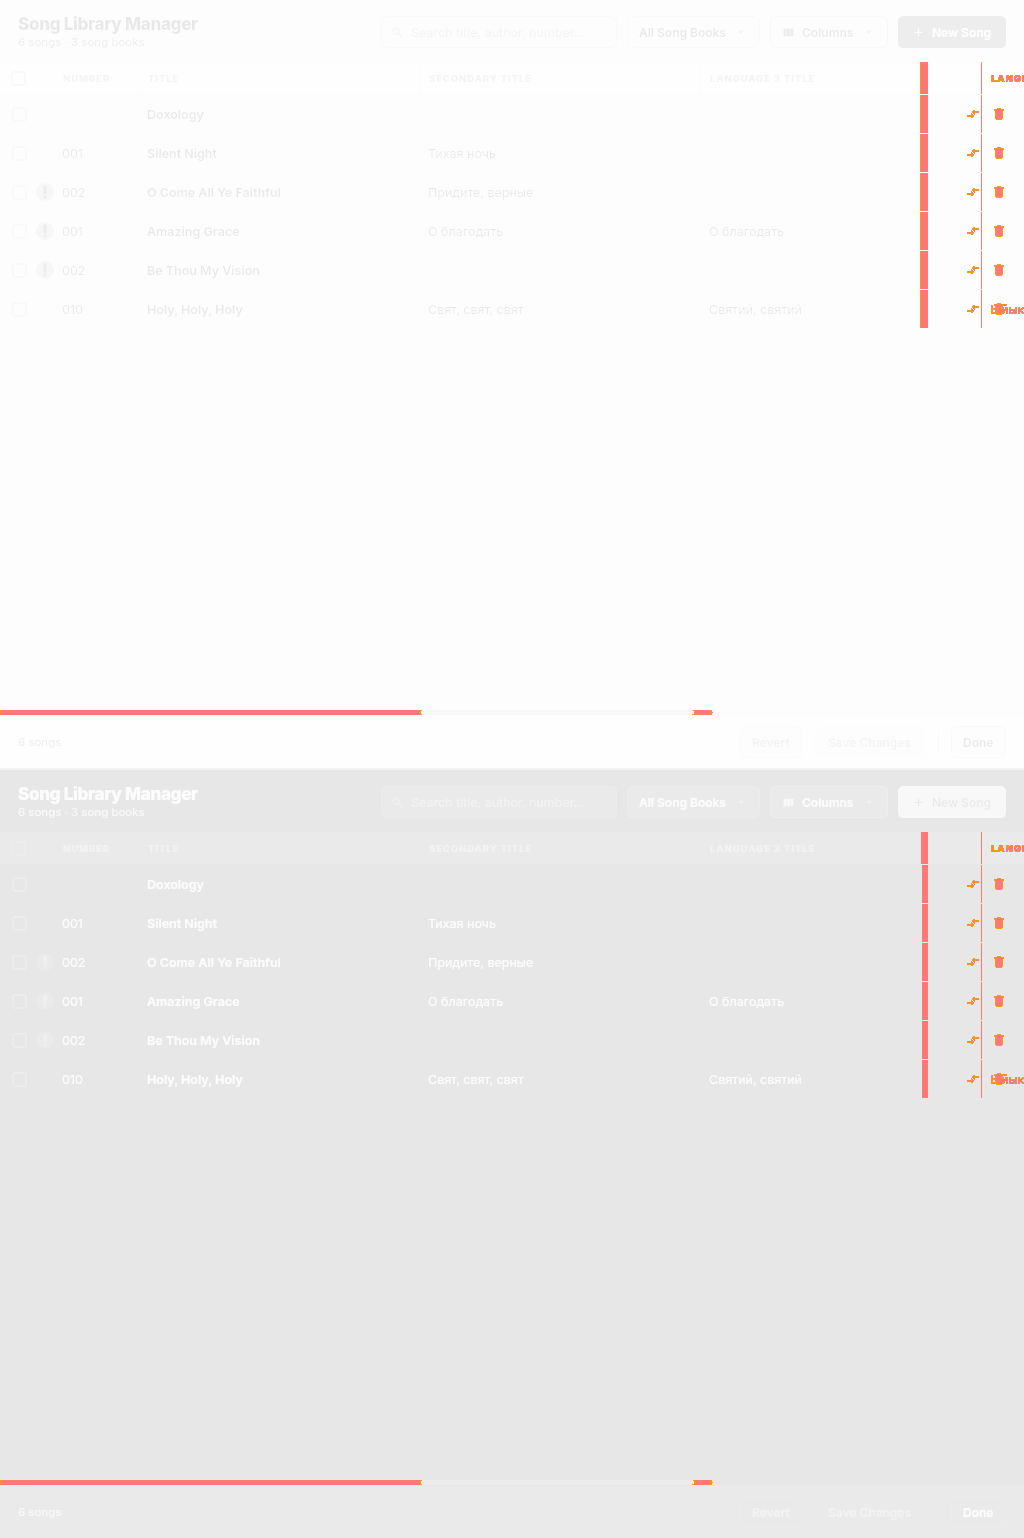 Song Library Manager
6 songs · 3 song books
Search title, author, number...
All Song Books
Columns
+ New Song
NUMBER TITLE SECONDARY TITLE LANGUAGE 3 TITLE
Doxology
001 Silent Night Тихая ночь
002 O Come All Ye Faithful Придите, верные
001 Amazing Grace О благодать О благодать
002 Be Thou My Vision
010 Holy, Holy, Holy Свят, свят, свят Святий, святий
6 songs
Revert
Save Changes
Done
Song Library Manager
6 songs · 3 song books
Search title, author, number...
All Song Books
Columns
+ New Song
NUMBER TITLE SECONDARY TITLE LANGUAGE 3 TITLE
Doxology
001 Silent Night Тихая ночь
002 O Come All Ye Faithful Придите, верные
001 Amazing Grace О благодать О благодать
002 Be Thou My Vision
010 Holy, Holy, Holy Свят, свят, свят Святий, святий
6 songs
Revert
Save Changes
Done